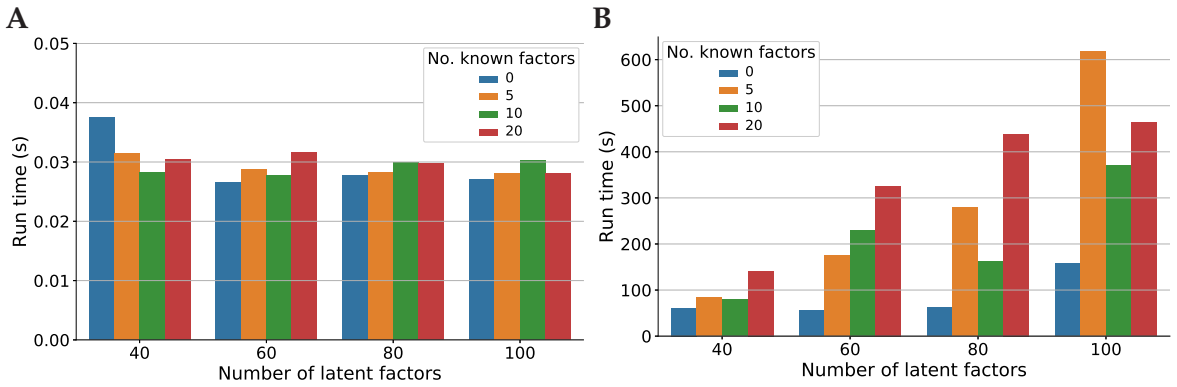 A
Run time (s)
0.05
0.04
0.03
0.02
0.01
0.00
No. known factors
0
5
10
20
40 60 80 100
Number of latent factors
B
Run time (s)
600
500
400
300
200
100
0
No. known factors
0
5
10
20
40 60 80 100
Number of latent factors